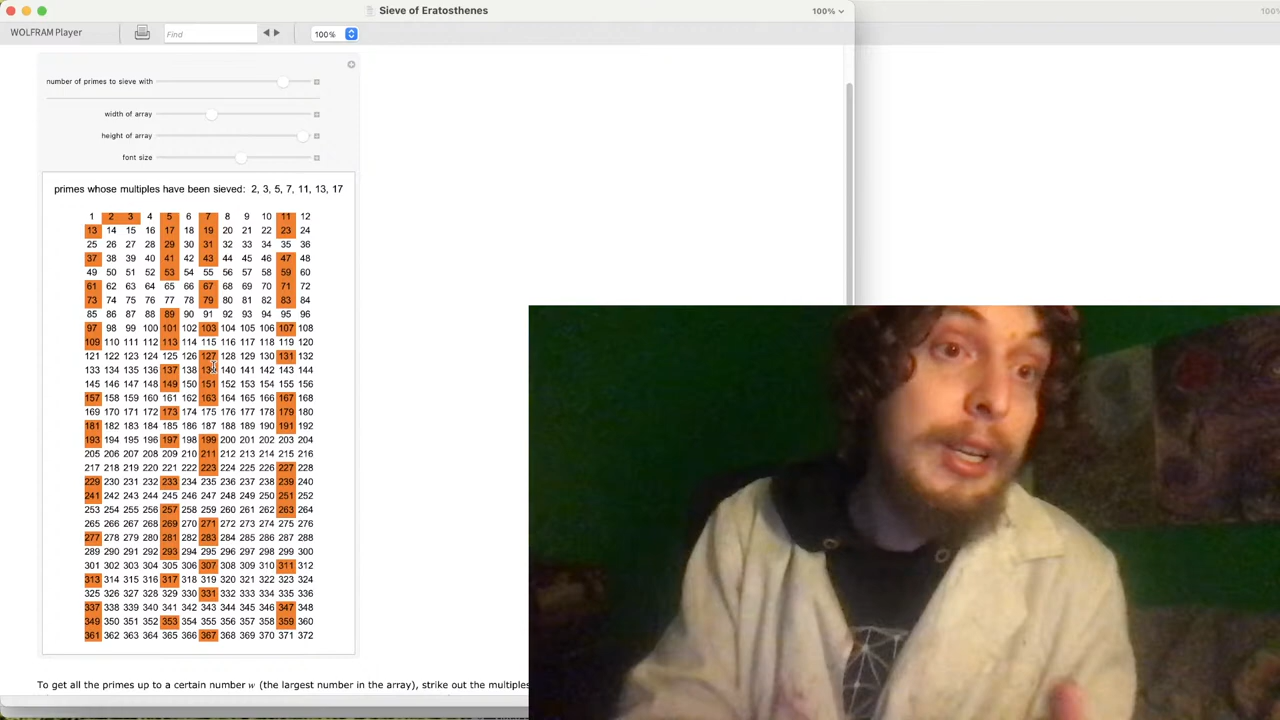 Sieve of Eratosthenes 100%
100%
WOLFRAM Player Find 100%
number of primes to sieve with
width of array
height of array
font size
primes whose multiples have been sieved: 2, 3, 5, 7, 11, 13, 17
1 2 3 4 5 6 7 8 9 10 11 12
13 14 15 16 17 18 19 20 21 22 23 24
25 26 27 28 29 30 31 32 33 34 35 36
37 38 39 40 41 42 43 44 45 46 47 48
49 50 51 52 53 54 55 56 57 58 59 60
61 62 63 64 65 66 67 68 69 70 71 72
73 74 75 76 77 78 79 80 81 82 83 84
85 86 87 88 89 90 91 92 93 94 95 96
97 98 99 100 101 102 103 104 105 106 107 108
109 110 111 112 113 114 115 116 117 118 119 120
121 122 123 124 125 126 127 128 129 130 131 132
133 134 135 136 137 138 139 140 141 142 143 144
145 146 147 148 149 150 151 152 153 154 155 156
157 158 159 160 161 162 163 164 165 166 167 168
169 170 171 172 173 174 175 176 177 178 179 180
181 182 183 184 185 186 187 188 189 190 191 192
193 194 195 196 197 198 199 200 201 202 203 204
205 206 207 208 209 210 211 212 213 214 215 216
217 218 219 220 221 222 223 224 225 226 227 228
229 230 231 232 233 234 235 236 237 238 239 240
241 242 243 244 245 246 247 248 249 250 251 252
253 254 255 256 257 258 259 260 261 262 263 264
265 266 267 268 269 270 271 272 273 274 275 276
277 278 279 280 281 282 283 284 285 286 287 288
289 290 291 292 293 294 295 296 297 298 299 300
301 302 303 304 305 306 307 308 309 310 311 312
313 314 315 316 317 318 319 320 321 322 323 324
325 326 327 328 329 330 331 332 333 334 335 336
337 338 339 340 341 342 343 344 345 346 347 348
349 350 351 352 353 354 355 356 357 358 359 360
361 362 363 364 365 366 367 368 369 370 371 372
To get all the primes up to a certain number w (the largest number in the array), strike out the multiples